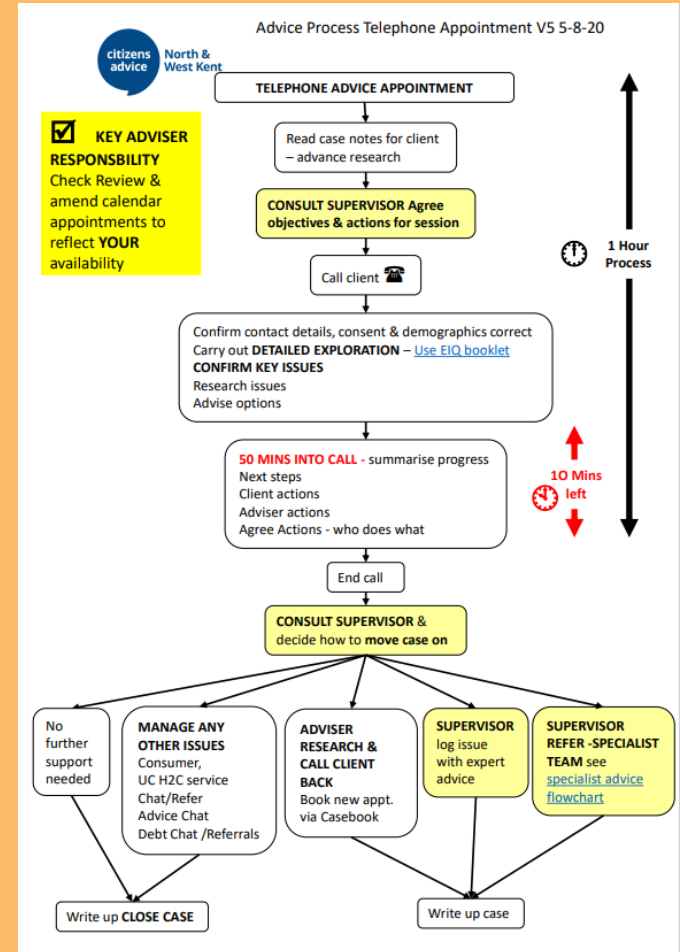 Advice Process Telephone Appointment V5 5-8-20
citizens
advice
North &
West Kent
TELEPHONE ADVICE APPOINTMENT
KEY ADVISER
RESPONSBILITY
Check Review &
amend calendar
appointments to
reflect YOUR
availability
Read case notes for client
– advance research
CONSULT SUPERVISOR Agree
objectives & actions for session
1 Hour
Process
Call client
Confirm contact details, consent & demographics correct
Carry out DETAILED EXPLORATION – Use EIQ booklet
CONFIRM KEY ISSUES
Research issues
Advise options
50 MINS INTO CALL - summarise progress
Next steps
Client actions
Adviser actions
Agree Actions - who does what
1O Mins
left
End call
CONSULT SUPERVISOR &
decide how to move case on
No
further
support
needed
MANAGE ANY
OTHER ISSUES
Consumer,
UC H2C service
Chat/Refer
Advice Chat
Debt Chat /Referrals
ADVISER
RESEARCH &
CALL CLIENT
BACK
Book new appt.
via Casebook
SUPERVISOR
log issue
with expert
advice
SUPERVISOR
REFER -SPECIALIST
TEAM see
specialist advice
flowchart
Write up CLOSE CASE
Write up case